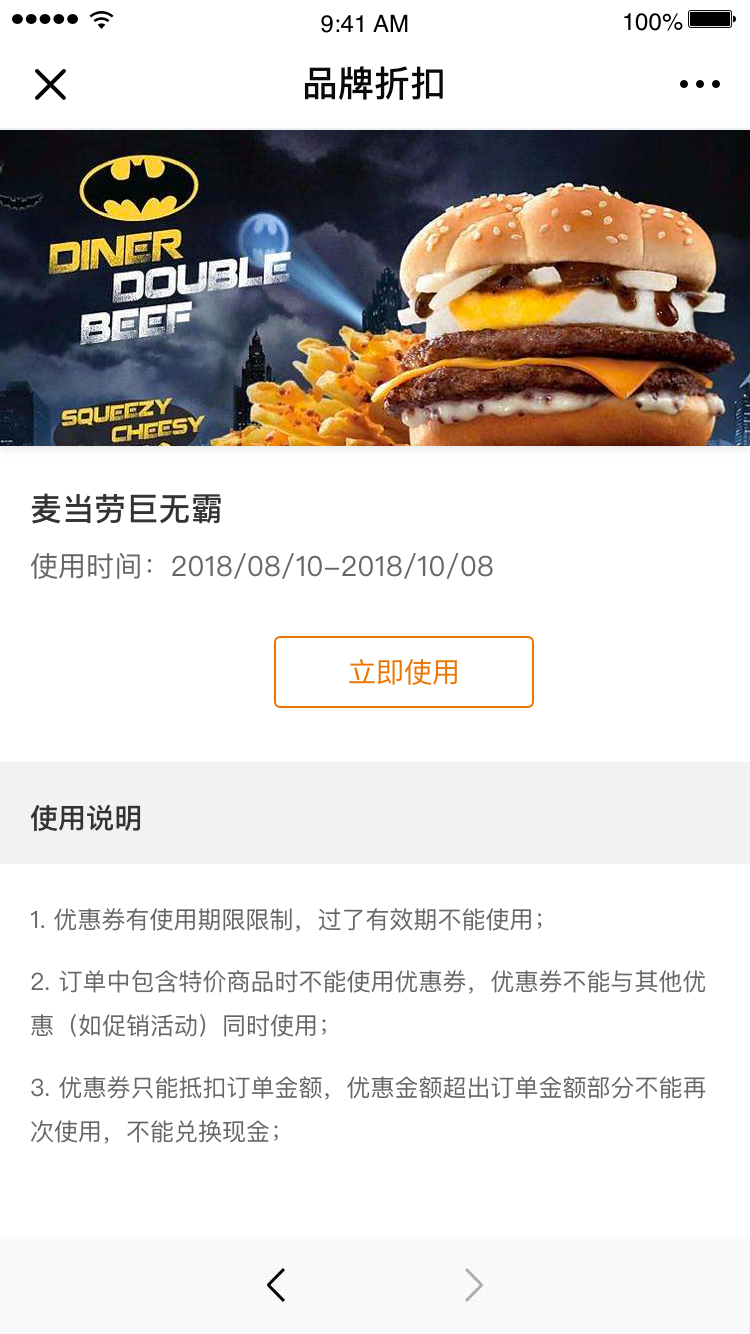 9:41 AM
100%
品牌折扣
DINER
DOUBLE
BEEF
SQUEEZY
CHEESY
麦当劳巨无霸
使用时间：2018/08/10-2018/10/08
立即使用
使用说明
1. 优惠券有使用期限限制，过了有效期不能使用；
2. 订单中包含特价商品时不能使用优惠券，优惠券不能与其他优
惠（如促销活动）同时使用；
3. 优惠券只能抵扣订单金额，优惠金额超出订单金额部分不能再
次使用，不能兑换现金；